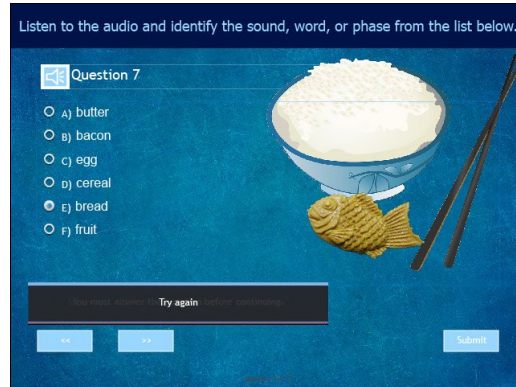 Listen to the audio and identify the sound, word, or phase from the list below.
Question 7
A) butter
B) bacon
C) egg
D) cereal
E) bread
F) fruit
Try again
<< >>
Submit